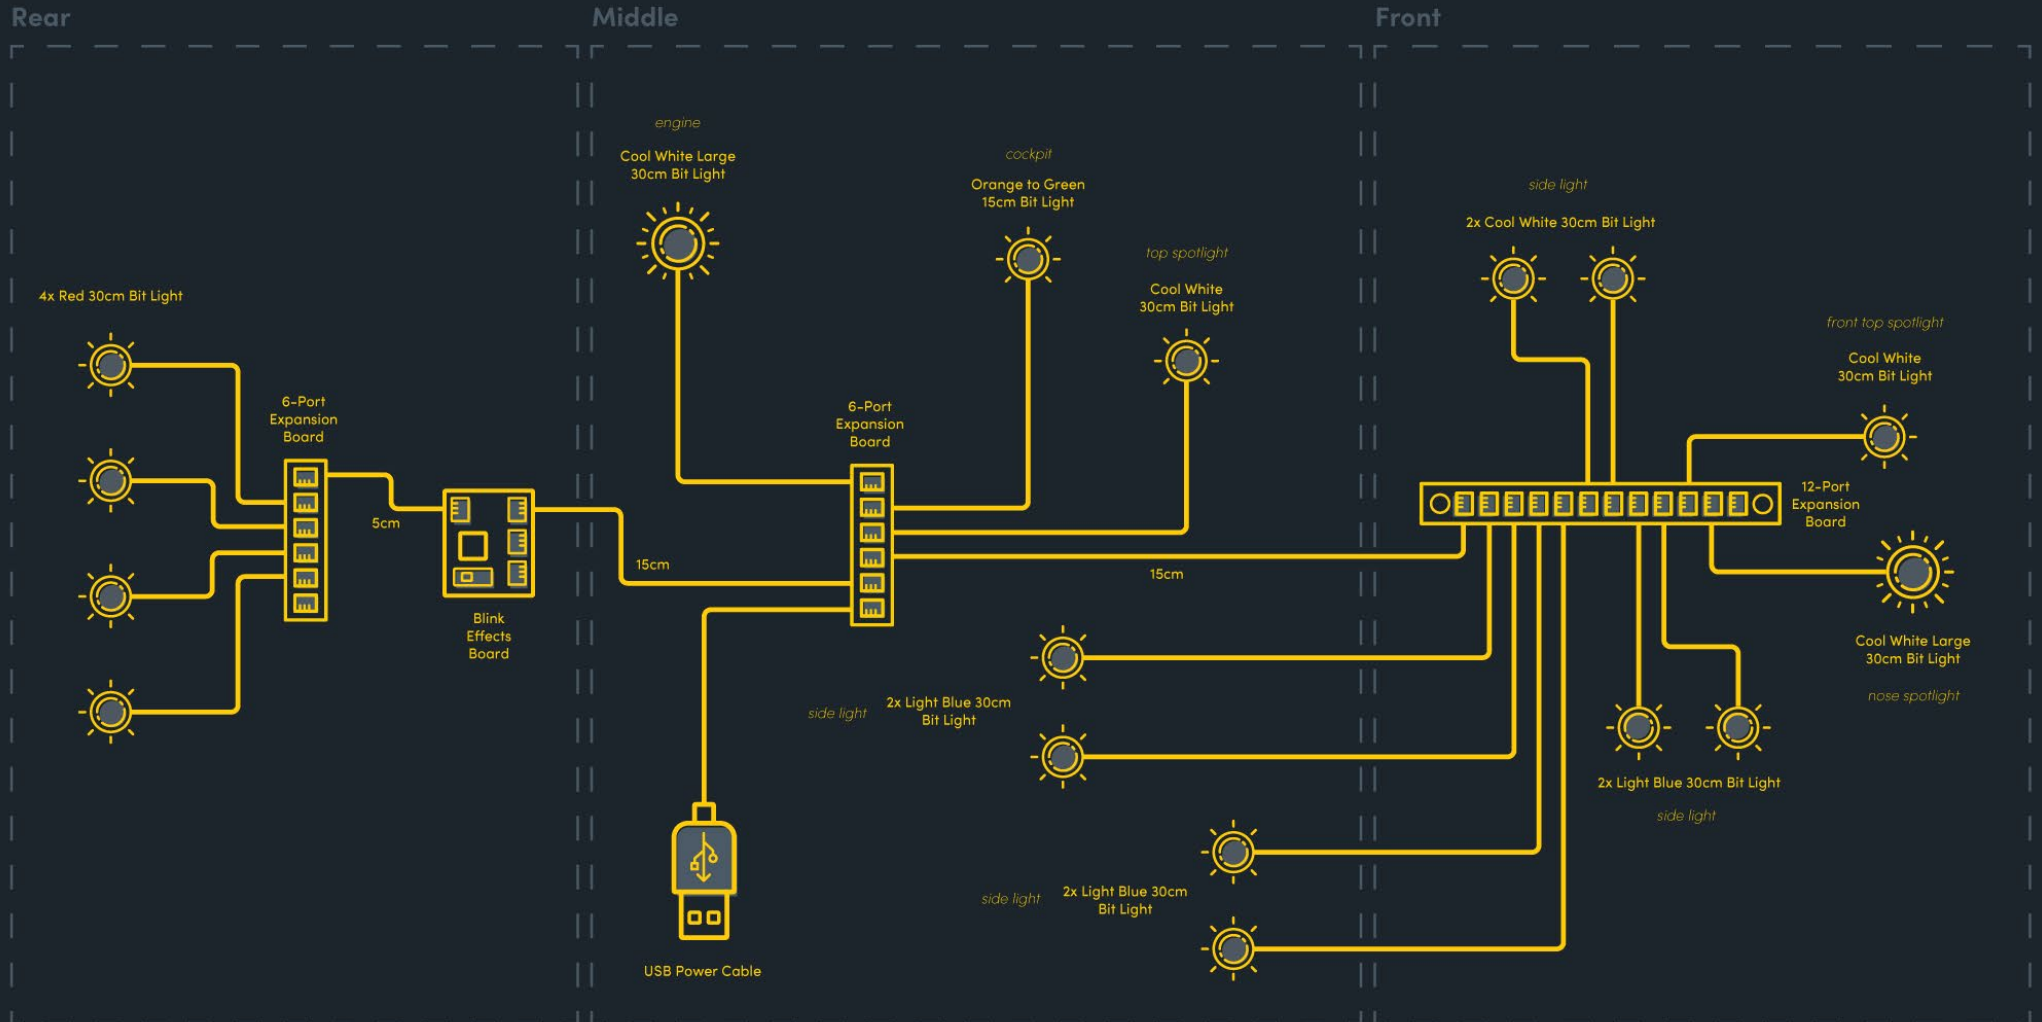 Rear
Middle
Front
engine
Cool White Large
30cm Bit Light
cockpit
Orange to Green
15cm Bit Light
top spotlight
Cool White
30cm Bit Light
side light
2x Cool White 30cm Bit Light
front top spotlight
Cool White
30cm Bit Light
4x Red 30cm Bit Light
6-Port
Expansion
Board
5cm
Blink
Effects
Board
15cm
6-Port
Expansion
Board
15cm
12-Port
Expansion
Board
Cool White Large
30cm Bit Light
nose spotlight
side light
2x Light Blue 30cm
Bit Light
2x Light Blue 30cm Bit Light
side light
side light
2x Light Blue 30cm
Bit Light
USB Power Cable